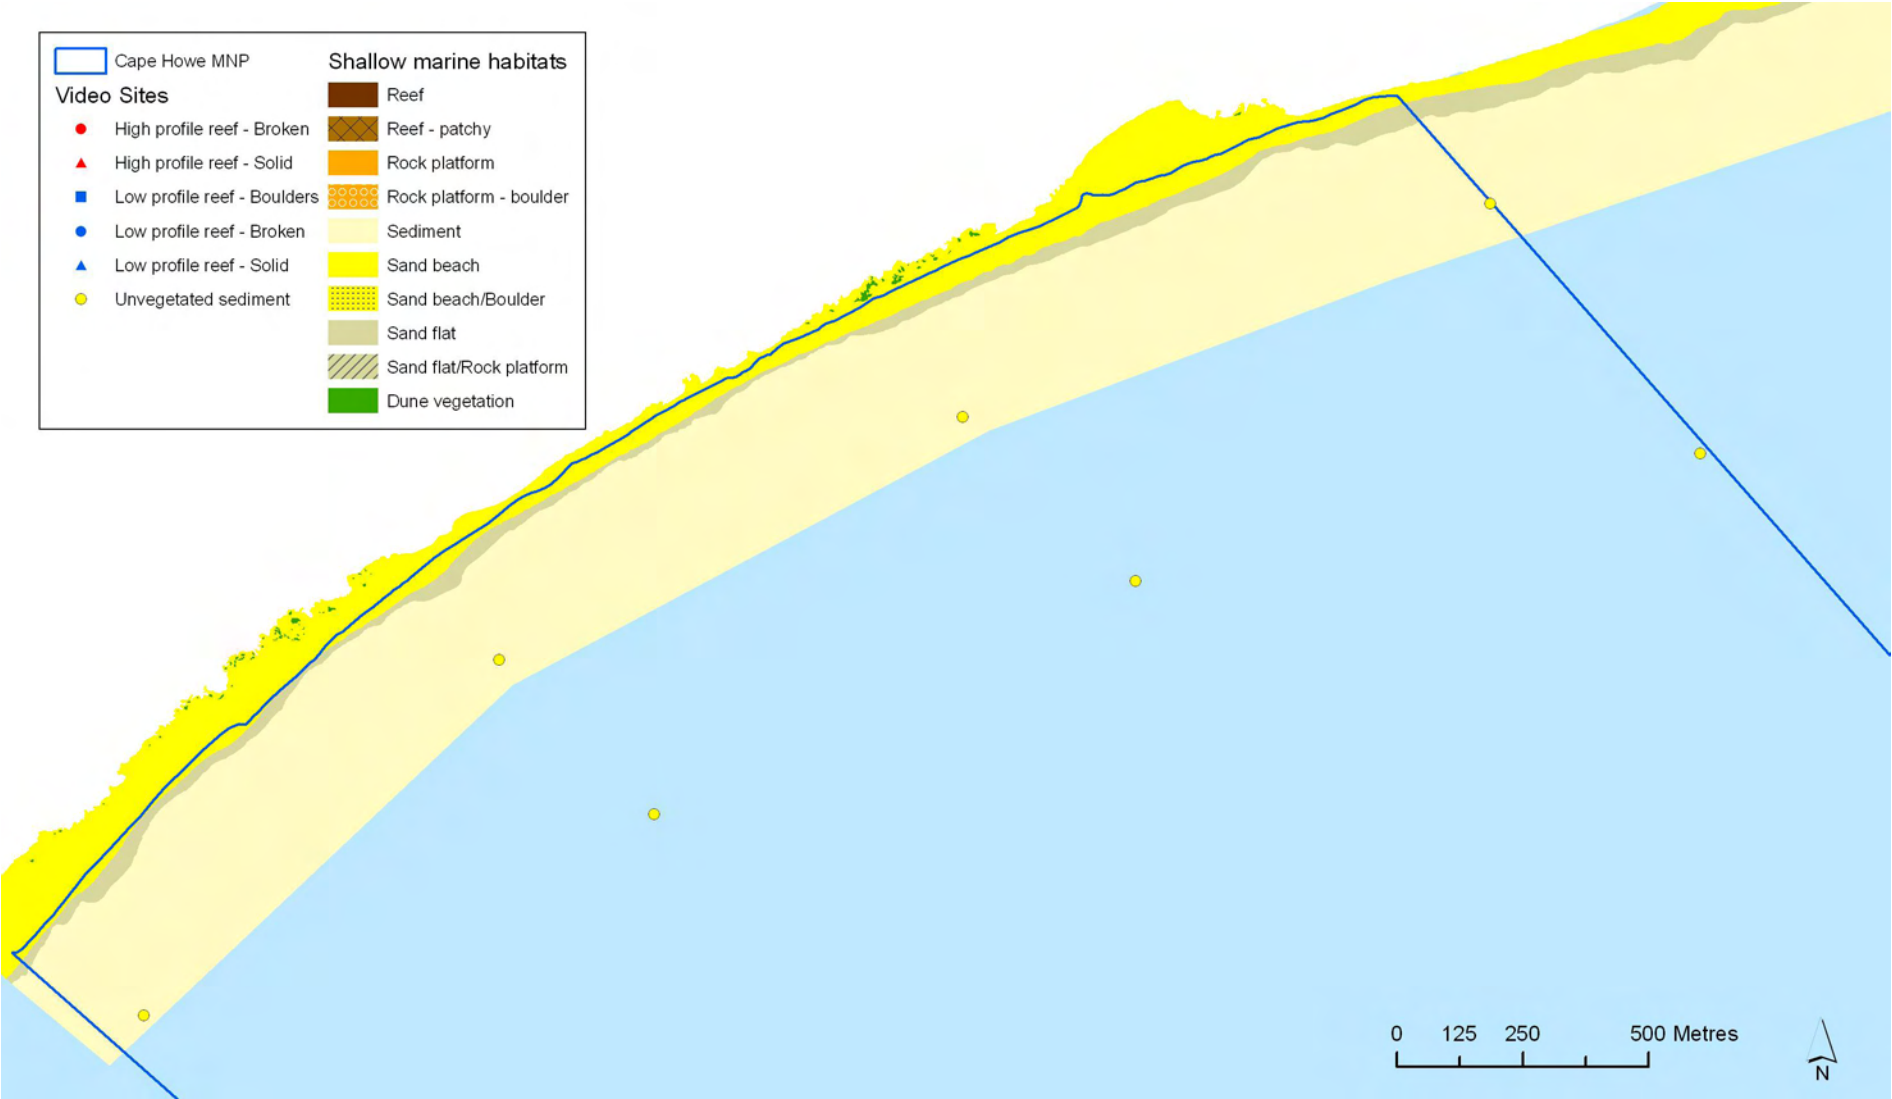 Cape Howe MNP
Video Sites
High profile reef - Broken
High profile reef - Solid
Low profile reef - Boulders
Low profile reef - Broken
Low profile reef - Solid
Unvegetated sediment
Shallow marine habitats
Reef
Reef - patchy
Rock platform
Rock platform - boulder
Sediment
Sand beach
Sand beach/Boulder
Sand flat
Sand flat/Rock platform
Dune vegetation
0 125 250 500 Metres
N